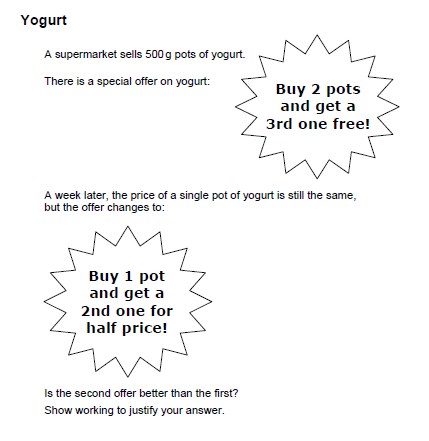 Yogurt
A supermarket sells 500g pots of yogurt.
There is a special offer on yogurt:
Buy 2 pots
and get a
3rd one free!
A week later, the price of a single pot of yogurt is still the same,
but the offer changes to:
Buy 1 pot
and get a
2nd one for
half price!
Is the second offer better than the first?
Show working to justify your answer.